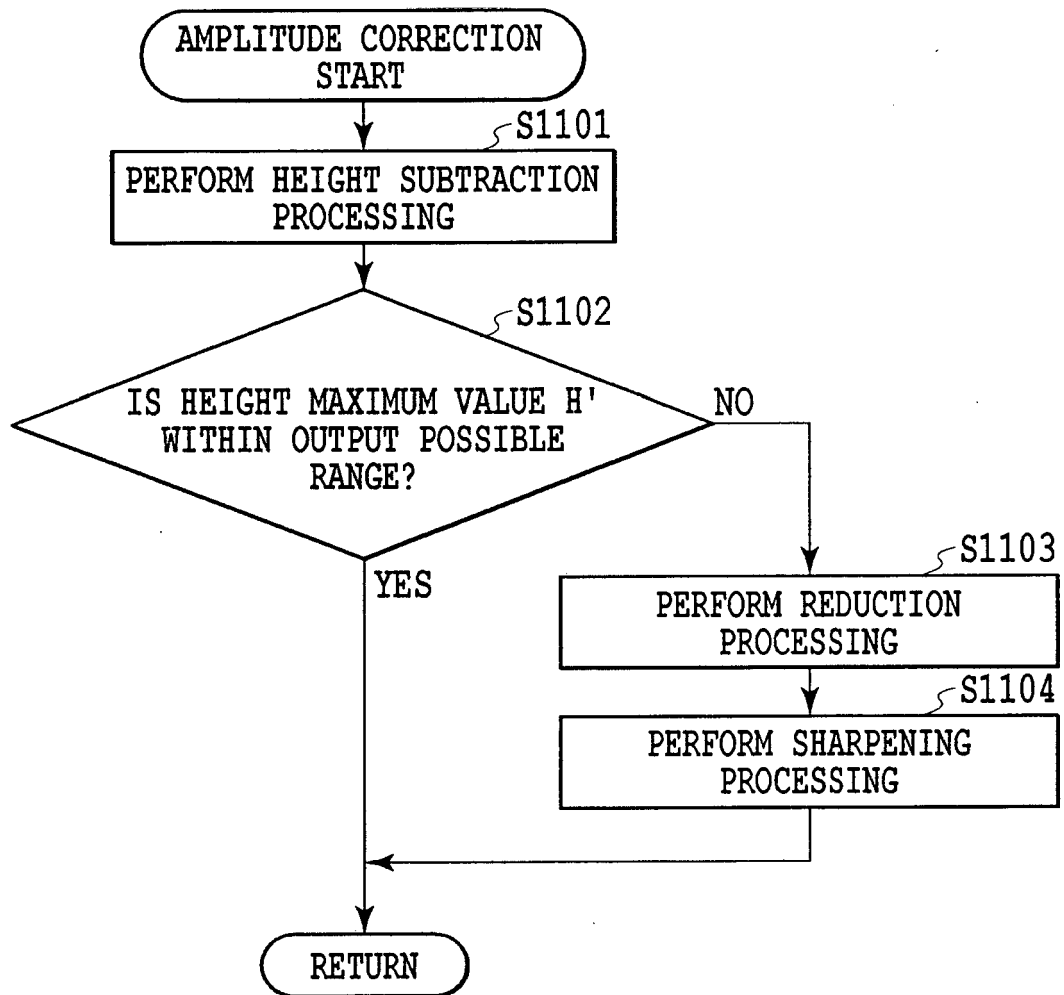 AMPLITUDE CORRECTION
START
S1101
PERFORM HEIGHT SUBTRACTION
PROCESSING
S1102
IS HEIGHT MAXIMUM VALUE H'
WITHIN OUTPUT POSSIBLE
RANGE?
NO
YES
S1103
PERFORM REDUCTION
PROCESSING
S1104
PERFORM SHARPENING
PROCESSING
RETURN